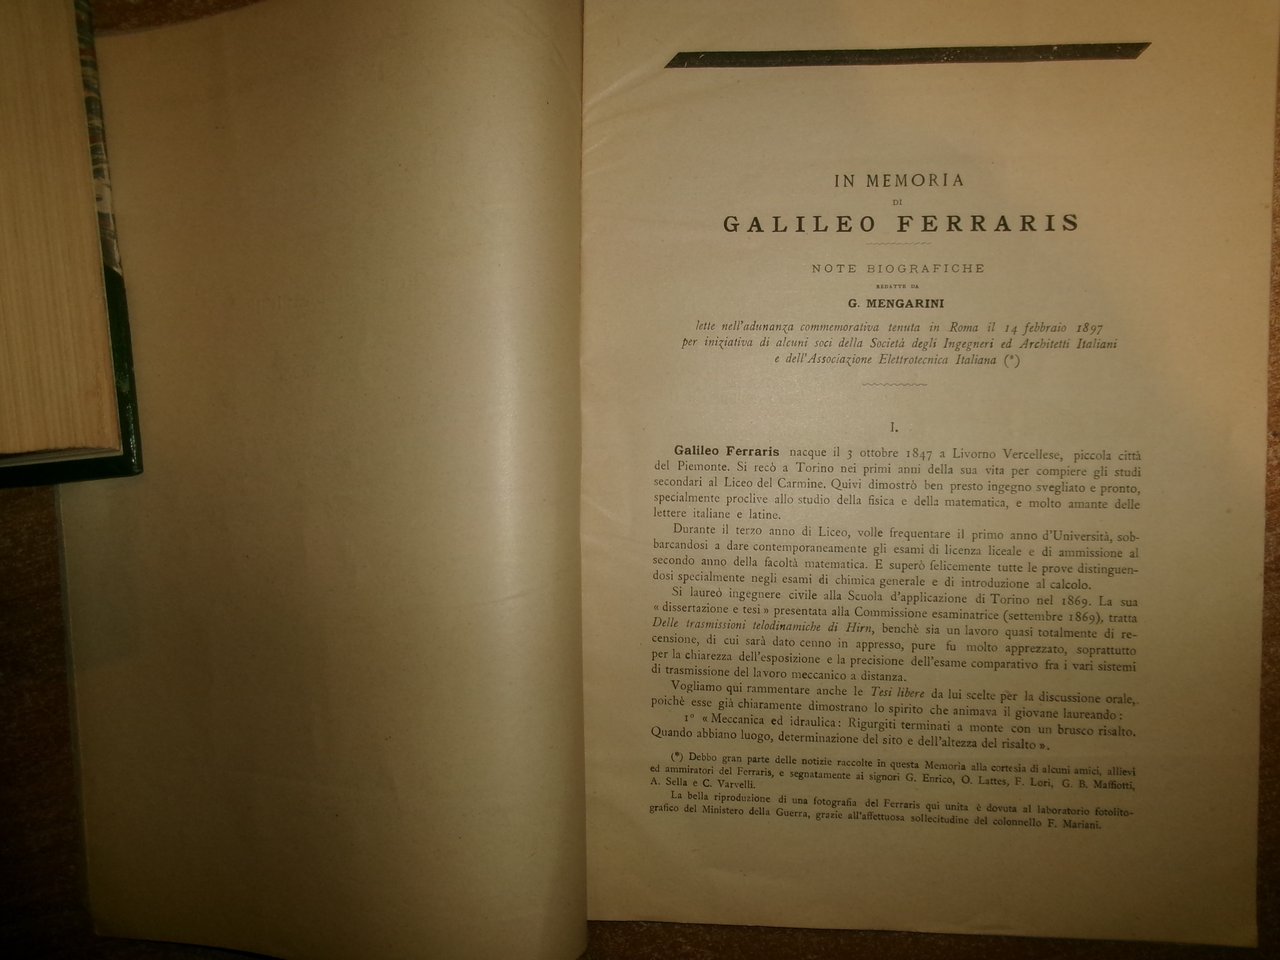 IN MEMORIA
DI
GALILEO FERRARIS
NOTE BIOGRAFICHE
REDATTE DA
G. MENGARINI
lette nell'adunanza commemorativa tenuta in Roma il 14 febbraio 1897
per iniziativa di alcuni soci della Società degli Ingegneri ed Architetti Italiani
e dell'Associazione Elettrotecnica Italiana (*)
I.
Galileo Ferraris nacque il 3 ottobre 1847 a Livorno Vercellese, piccola città
del Piemonte. Si recò a Torino nei primi anni della sua vita per compiere gli studi
secondari al Liceo del Carmine. Quivi dimostrò ben presto ingegno svegliato e pronto,
specialmente proclive allo studio della fisica e della matematica, e molto amante delle
lettere italiane e latine.
Durante il terzo anno di Liceo, volle frequentare il primo anno d'Università, sob-
barcandosi a dare contemporaneamente gli esami di licenza liceale e di ammissione al
secondo anno della facoltà matematica. E superò felicemente tutte le prove distinguen-
dosi specialmente negli esami di chimica generale e di introduzione al calcolo.
Si laureò ingegnere civile alla Scuola d'applicazione di Torino nel 1869. La sua
« dissertazione e tesi » presentata alla Commissione esaminatrice (settembre 1869), tratta
Delle trasmissioni telodinamiche di Hirn, benchè sia un lavoro quasi totalmente di re-
censione, di cui sarà dato cenno in appresso, pure fu molto apprezzato, soprattutto
per la chiarezza dell'esposizione e la precisione dell'esame comparativo fra i vari sistemi
di trasmissione del lavoro meccanico a distanza.
Vogliamo qui rammentare anche le Tesi libere da lui scelte per la discussione orale,
poichè esse già chiaramente dimostrano lo spirito che animava il giovane laureando :
1° « Meccanica ed idraulica: Rigurgiti terminati a monte con un brusco risalto.
Quando abbiano luogo, determinazione del sito e dell'altezza del risalto ».
(*) Debbo gran parte delle notizie raccolte in questa Memoria alla cortesia di alcuni amici, allievi
ed ammiratori del Ferraris, e segnatamente ai signori G. Enrico, O. Lattes, F. Lori, G. B. Maffiotti,
A. Sella e C. Varvelli.
La bella riproduzione di una fotografia del Ferraris qui unita è dovuta al laboratorio fotolito-
grafico del Ministero della Guerra, grazie all'affettuosa sollecitudine del colonnello F. Mariani.